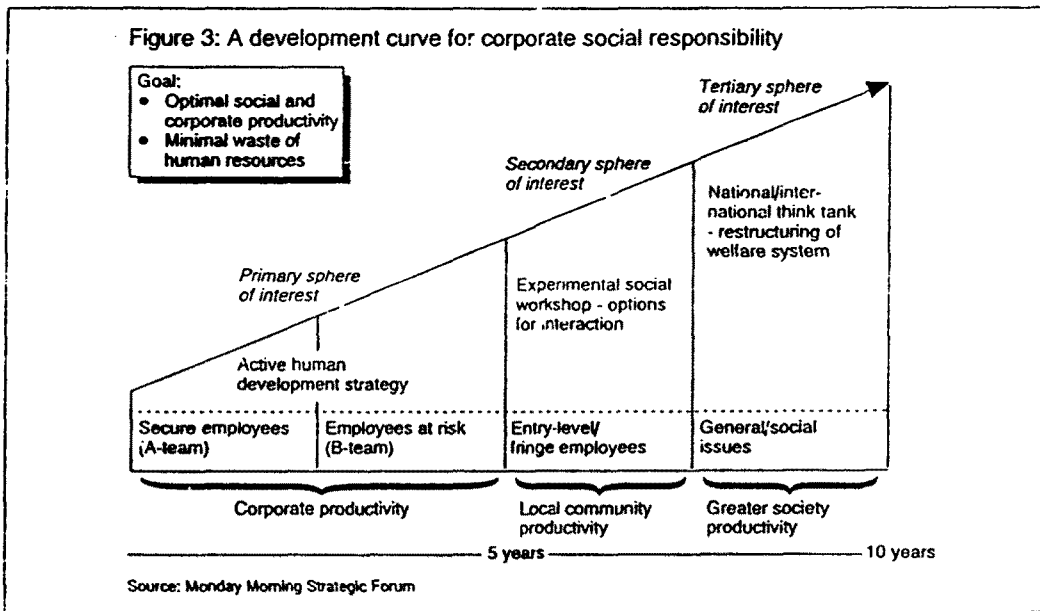 Figure 3: A development curve for corporate social responsibility
Goal:
● Optimal social and
corporate productivity
● Minimal waste of
human resources
Tertiary sphere
of interest
Secondary sphere
of interest
National/inter-
national think tank
- restructuring of
welfare system
Primary sphere
of interest
Experimental social
workshop - options
for interaction
Active human
development strategy
Secure employees
(A-team)
Employees at risk
(B-team)
Entry-level/
fringe employees
General/social
issues
Corporate productivity
Local community
productivity
Greater society
productivity
5 years
10 years
Source: Monday Morning Strategic Forum